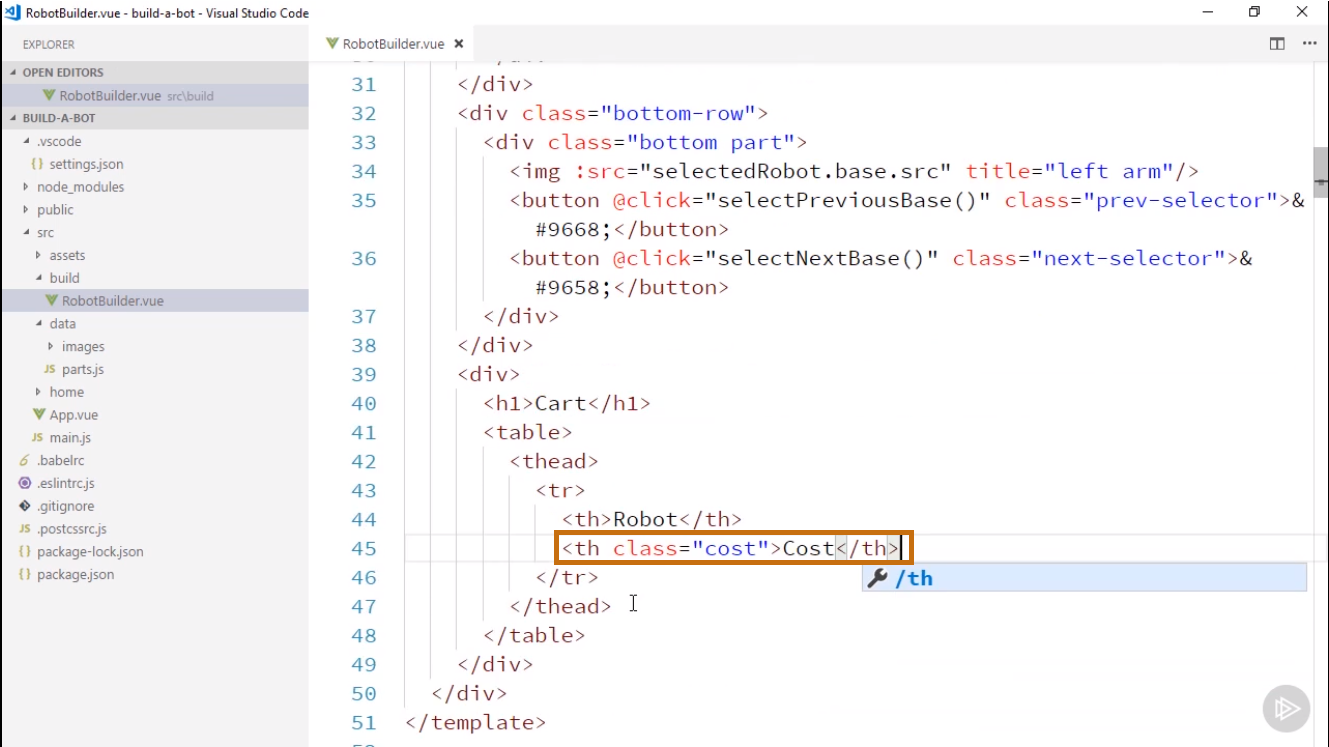 RobotBuilder.vue - build-a-bot - Visual Studio Code
EXPLORER
OPEN EDITORS
RobotBuilder.vue src\build
BUILD-A-BOT
.vscode
{} settings.json
node_modules
public
src
assets
build
RobotBuilder.vue
data
images
JS parts.js
home
App.vue
JS main.js
.babelrc
.eslintrc.js
.gitignore
JS .postcssrc.js
{} package-lock.json
{} package.json
RobotBuilder.vue
31 </div>
32 <div class="bottom-row">
33 <div class="bottom part">
34 <img :src="selectedRobot.base.src" title="left arm"/>
35 <button @click="selectPreviousBase()" class="prev-selector">&
#9668;</button>
36 <button @click="selectNextBase()" class="next-selector">&
#9658;</button>
37 </div>
38 </div>
39 <div>
40 <h1>Cart</h1>
41 <table>
42 <thead>
43 <tr>
44 <th>Robot</th>
45 <th class="cost">Cost</th>
/th
46 </tr>
47 </thead>
48 </table>
49 </div>
50 </div>
51 </template>